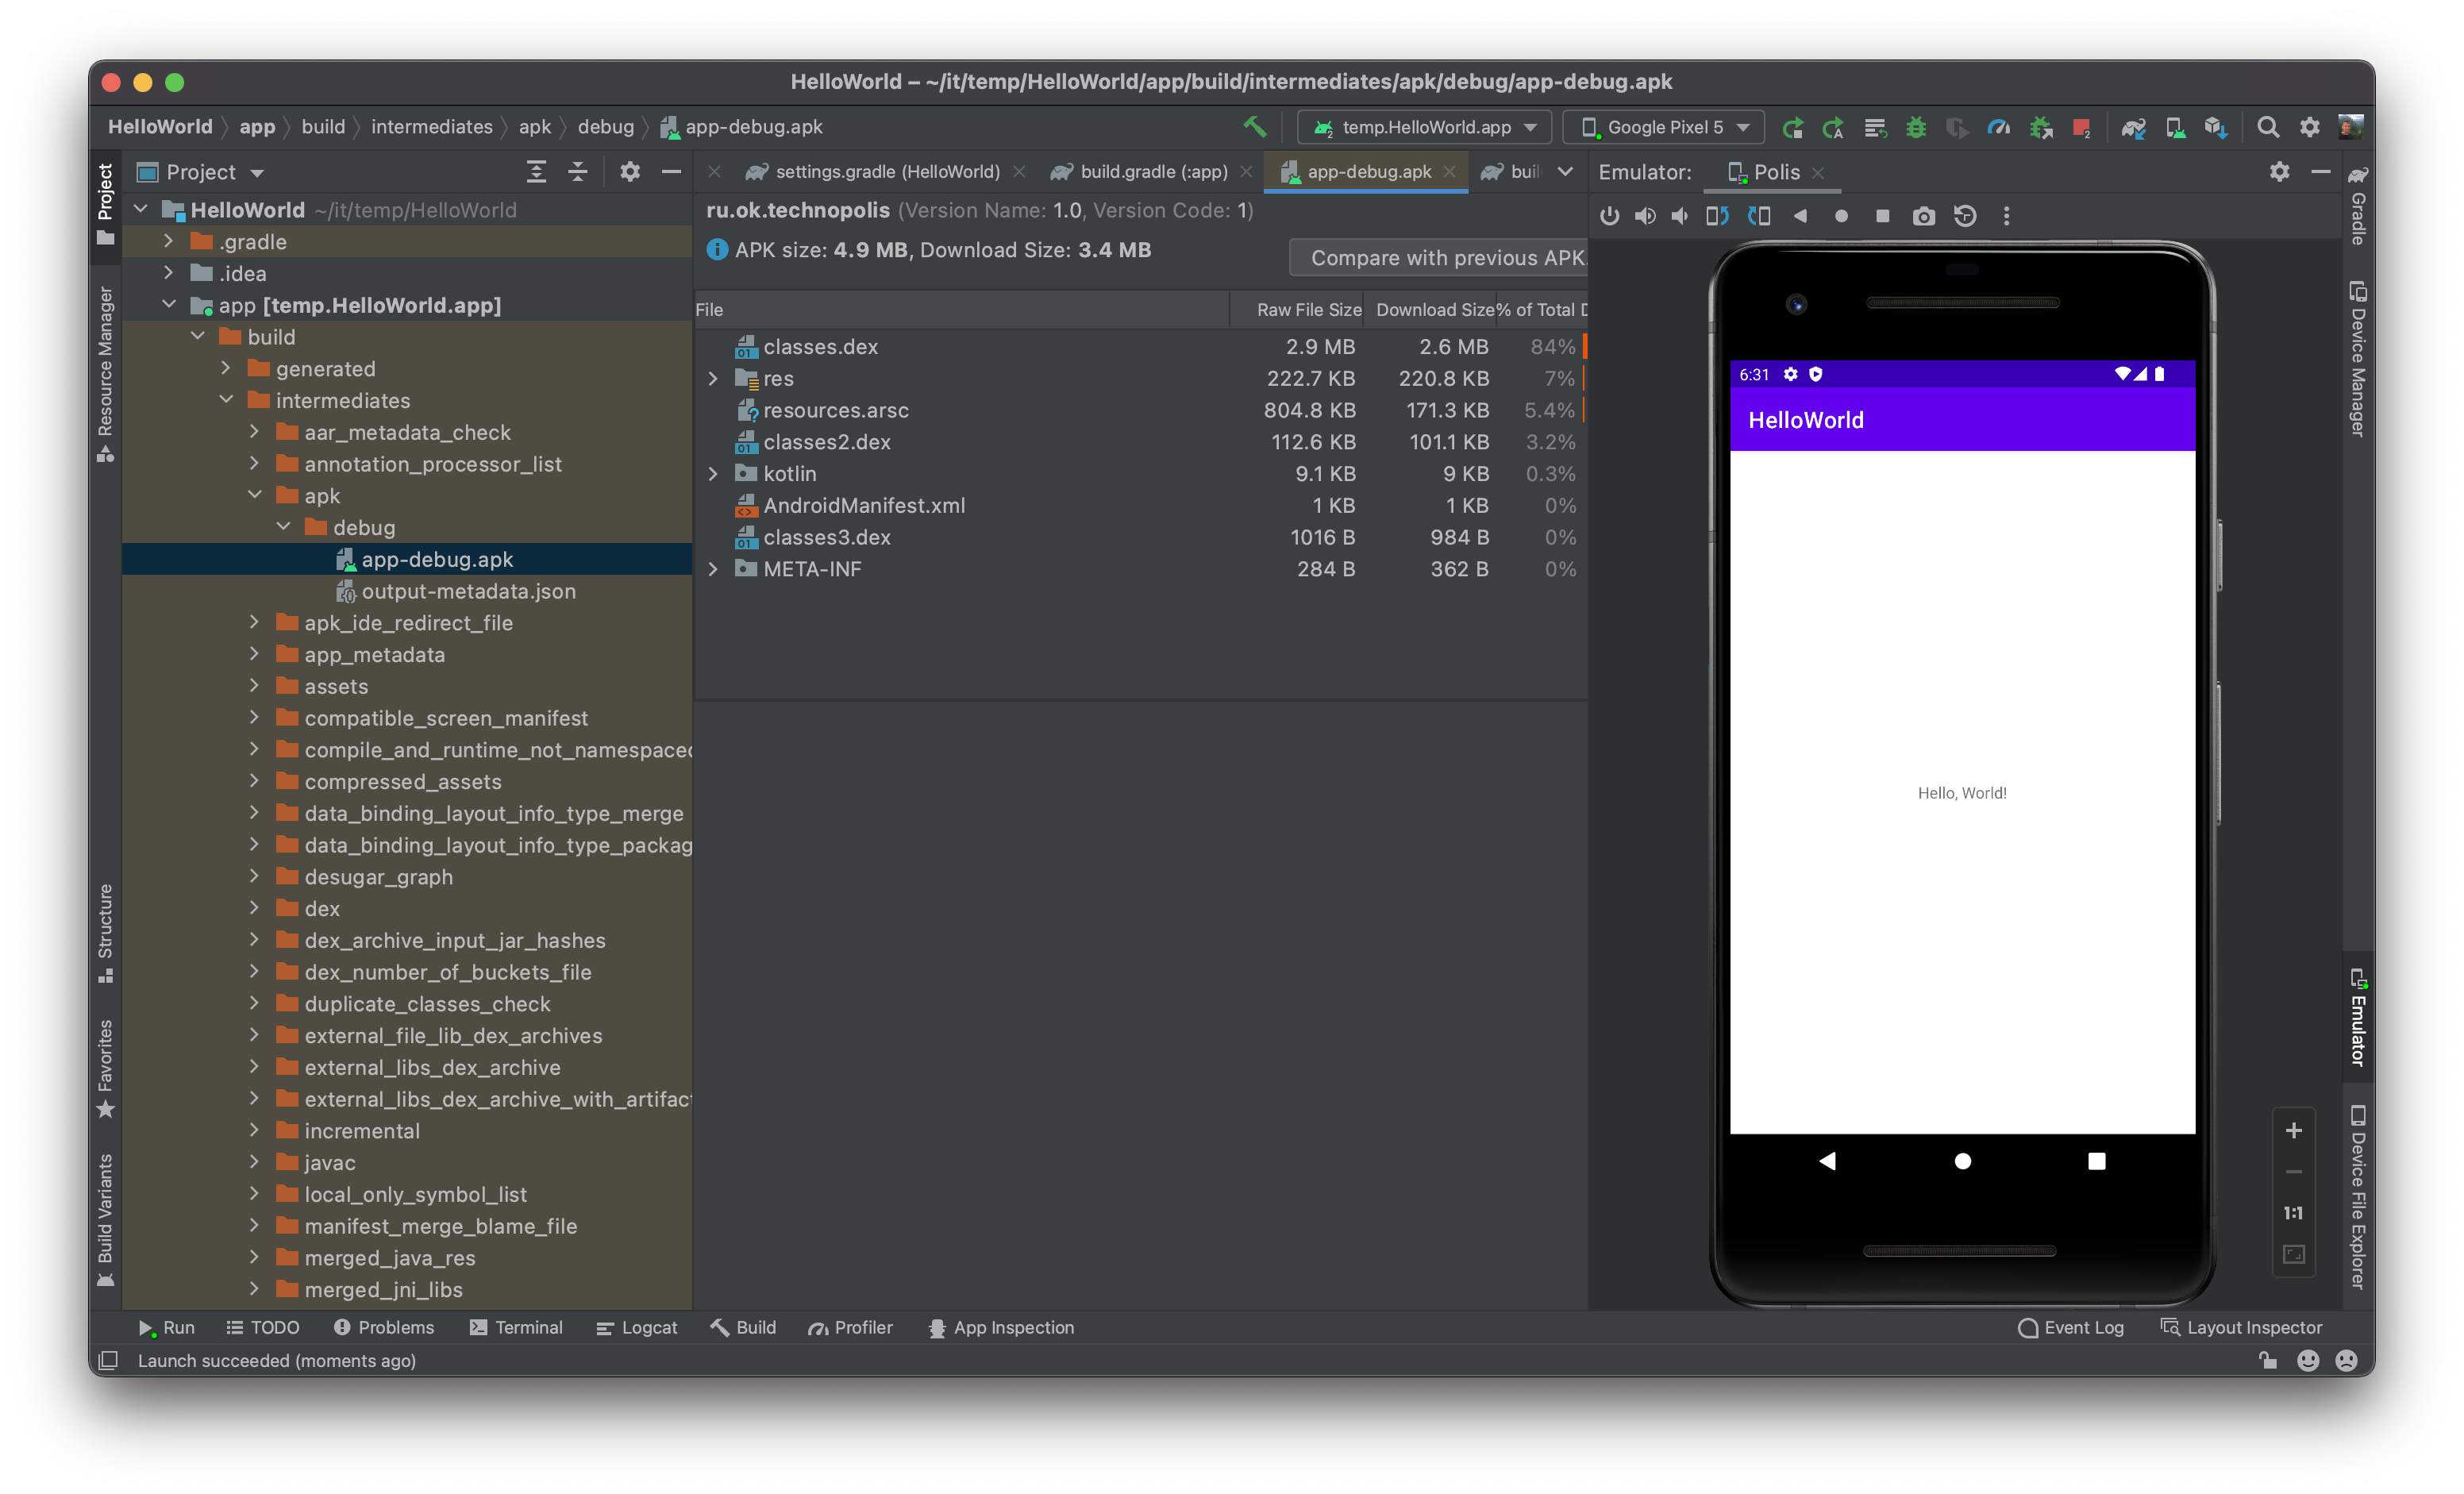 HelloWorld – ~/it/temp/HelloWorld/app/build/intermediates/apk/debug/app-debug.apk
HelloWorld app build intermediates apk debug app-debug.apk
temp.HelloWorld.app
Google Pixel 5
Project
Resource Manager
Structure
Favorites
Build Variants
Project
HelloWorld ~/it/temp/HelloWorld
.gradle
.idea
app [temp.HelloWorld.app]
build
generated
intermediates
aar_metadata_check
annotation_processor_list
apk
debug
app-debug.apk
output-metadata.json
apk_ide_redirect_file
app_metadata
assets
compatible_screen_manifest
compile_and_runtime_not_namespaced
compressed_assets
data_binding_layout_info_type_merge
data_binding_layout_info_type_packag
desugar_graph
dex
dex_archive_input_jar_hashes
dex_number_of_buckets_file
duplicate_classes_check
external_file_lib_dex_archives
external_libs_dex_archive
external_libs_dex_archive_with_artifact
incremental
javac
local_only_symbol_list
manifest_merge_blame_file
merged_java_res
merged_jni_libs
settings.gradle (HelloWorld) build.gradle (:app) app-debug.apk buil
ru.ok.technopolis (Version Name: 1.0, Version Code: 1)
APK size: 4.9 MB, Download Size: 3.4 MB
Compare with previous APK.
File Raw File Size Download Size % of Total D
classes.dex 2.9 MB 2.6 MB 84%
res 222.7 KB 220.8 KB 7%
resources.arsc 804.8 KB 171.3 KB 5.4%
classes2.dex 112.6 KB 101.1 KB 3.2%
kotlin 9.1 KB 9 KB 0.3%
AndroidManifest.xml 1 KB 1 KB 0%
classes3.dex 1016 B 984 B 0%
META-INF 284 B 362 B 0%
Emulator: Polis
6:31
HelloWorld
Hello, World!
1:1
Gradle
Device Manager
Emulator
Device File Explorer
Run TODO Problems Terminal Logcat Build Profiler App Inspection Event Log Layout Inspector
Launch succeeded (moments ago)